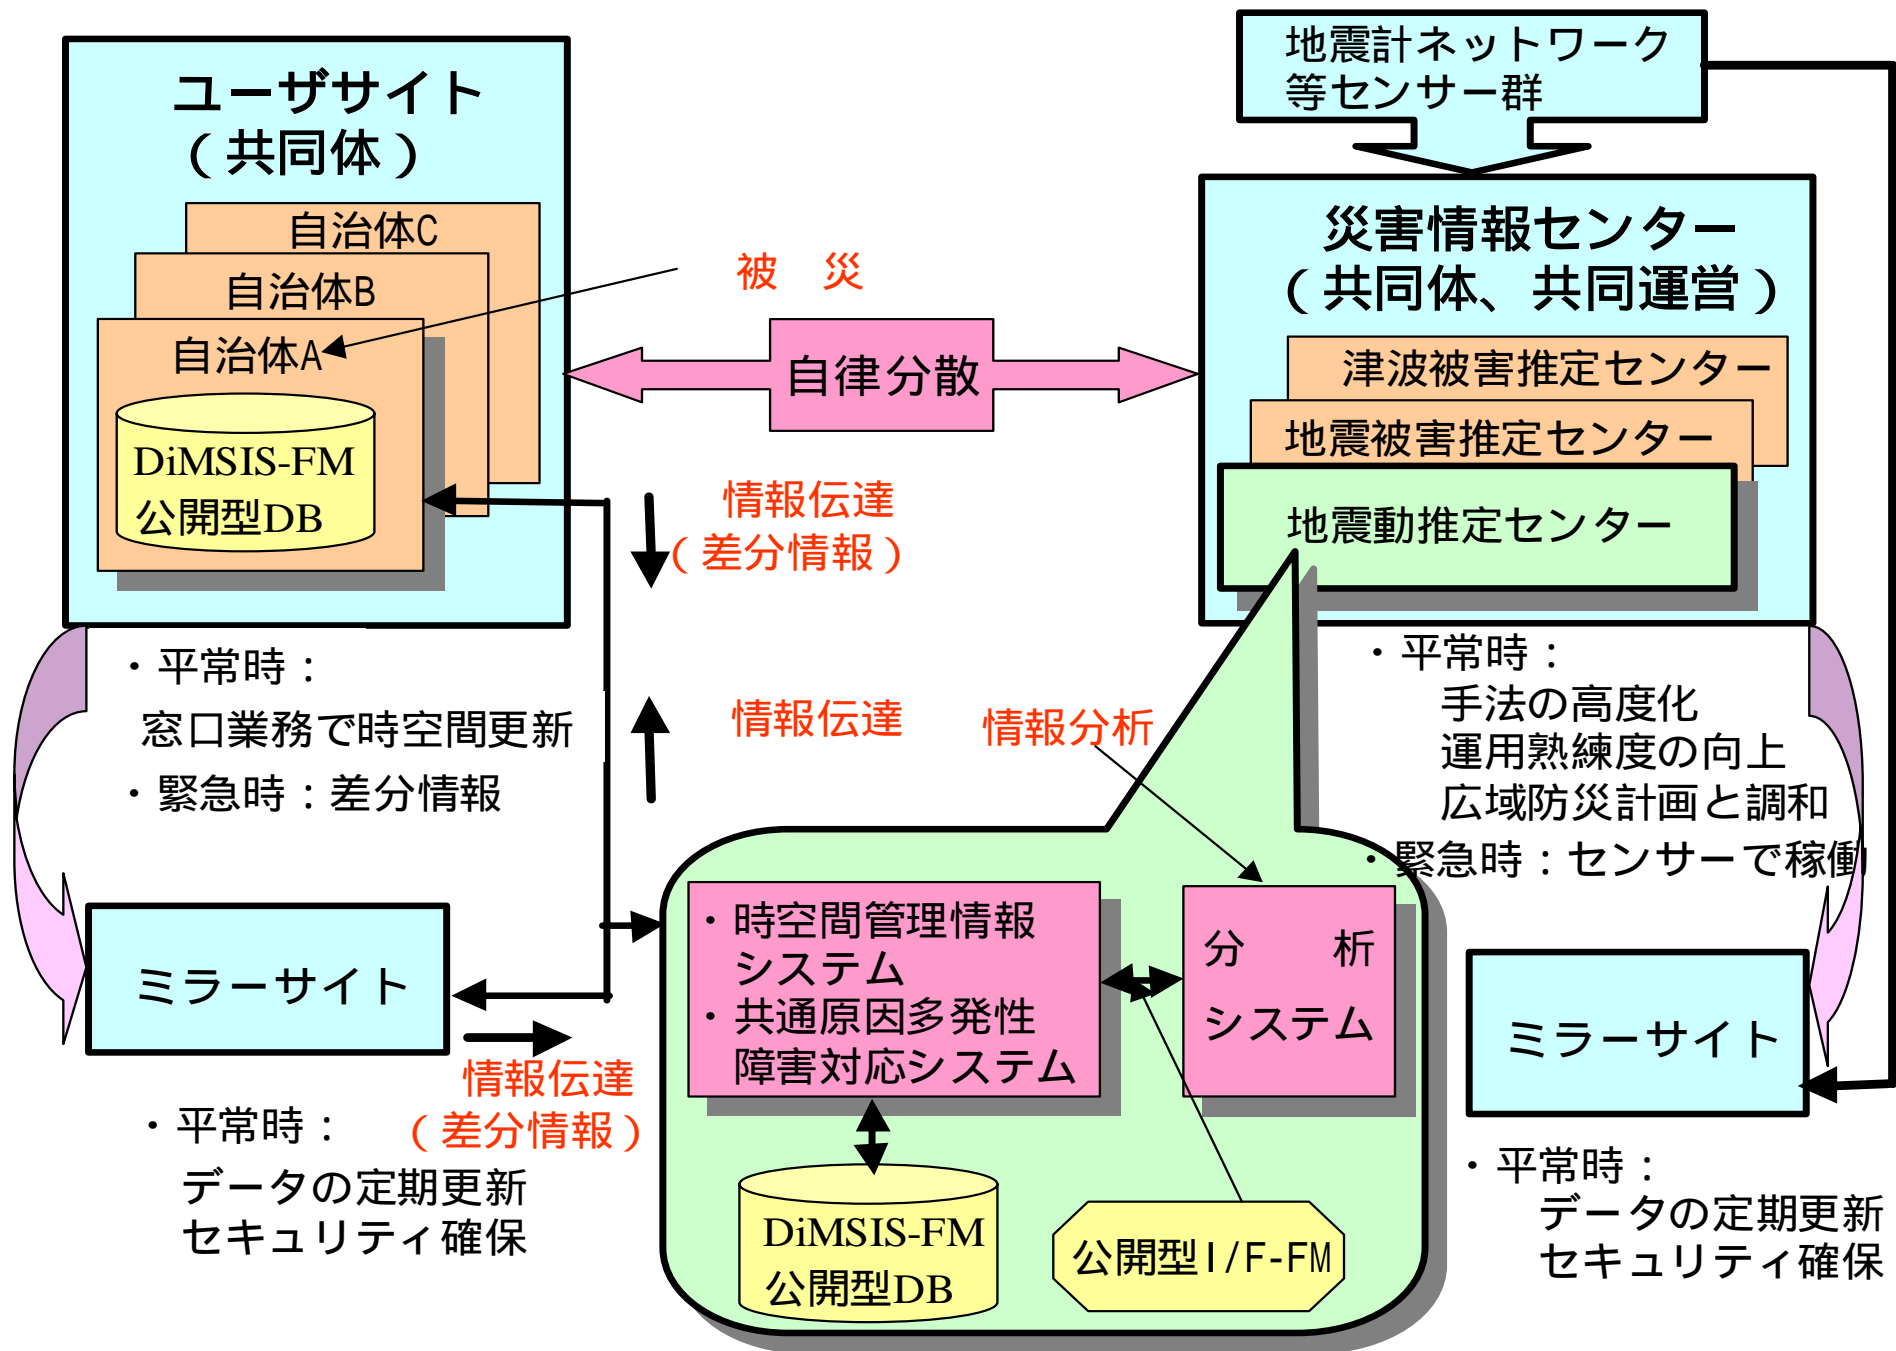 ユーザサイト
（共同体）
自治体C
自治体B
自治体A
DiMSIS-FM
公開型DB
地震計ネットワーク
等センサー群
災害情報センター
（共同体、共同運営）
津波被害推定センター
地震被害推定センター
地震動推定センター
被　災
自律分散
情報伝達
（差分情報）
情報伝達
情報分析
・平常時：
窓口業務で時空間更新
・緊急時：差分情報
・平常時：
手法の高度化
運用熟練度の向上
広域防災計画と調和
・緊急時：センサーで稼働
ミラーサイト
情報伝達
（差分情報）
・平常時：
データの定期更新
セキュリティ確保
・時空間管理情報
システム
・共通原因多発性
障害対応システム
分　析
システム
DiMSIS-FM
公開型DB
公開型I/F-FM
ミラーサイト
・平常時：
データの定期更新
セキュリティ確保